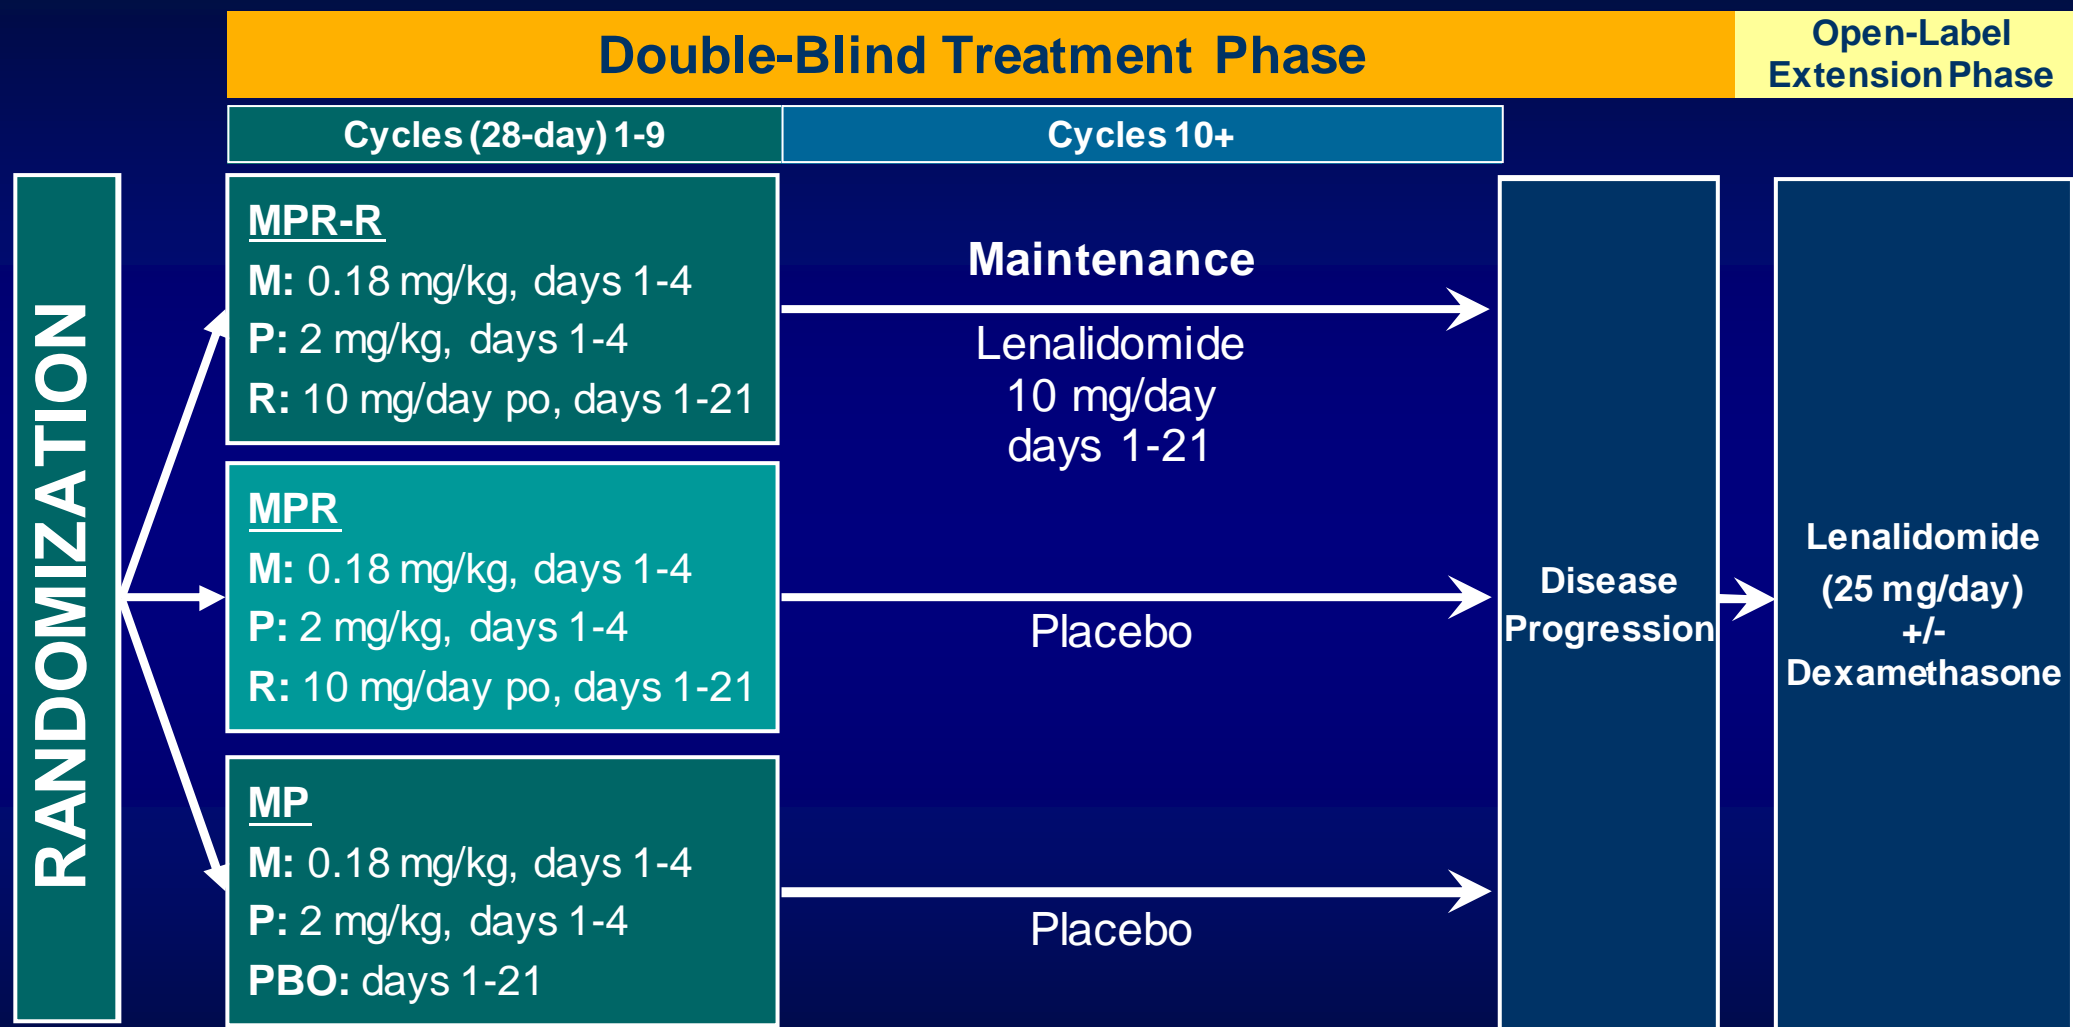 Double-Blind Treatment Phase
Open-Label
Extension Phase
Cycles (28-day) 1-9
Cycles 10+
RANDOMIZATION
MPR-R
M: 0.18 mg/kg, days 1-4
P: 2 mg/kg, days 1-4
R: 10 mg/day po, days 1-21
Maintenance
Lenalidomide
10 mg/day
days 1-21
MPR
M: 0.18 mg/kg, days 1-4
P: 2 mg/kg, days 1-4
R: 10 mg/day po, days 1-21
Placebo
MP
M: 0.18 mg/kg, days 1-4
P: 2 mg/kg, days 1-4
PBO: days 1-21
Placebo
Disease
Progression
Lenalidomide
(25 mg/day)
+/-
Dexamethasone